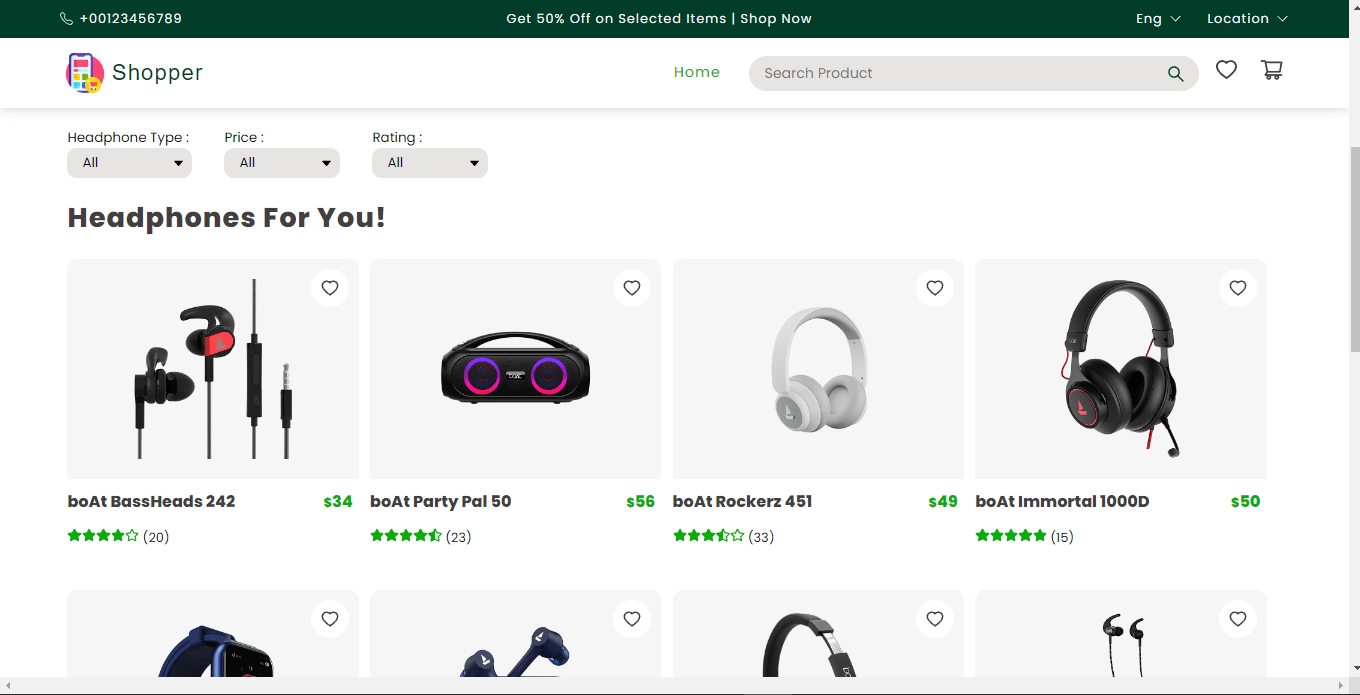 +00123456789
Get 50% Off on Selected Items | Shop Now
Eng
Location
Shopper
Home
Search Product
Headphone Type :
Price :
Rating :
All
All
All
Headphones For You!
boAt BassHeads 242
$34
boAt Party Pal 50
$56
boAt Rockerz 451
$49
boAt Immortal 1000D
$50
(20)
(23)
(33)
(15)